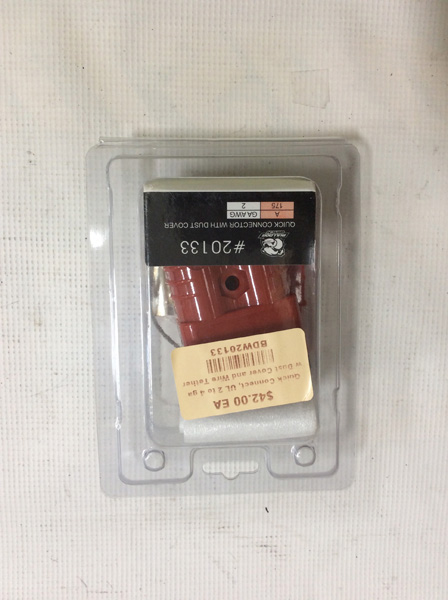 $42.00 EA
Quick Connect, UL 2 to 4 ga
w Dust Cover and Wire Tether
BDW20133
#20133
BULLDOG
QUICK CONNECTOR WITH DUST COVER
A GA AWG
175 2